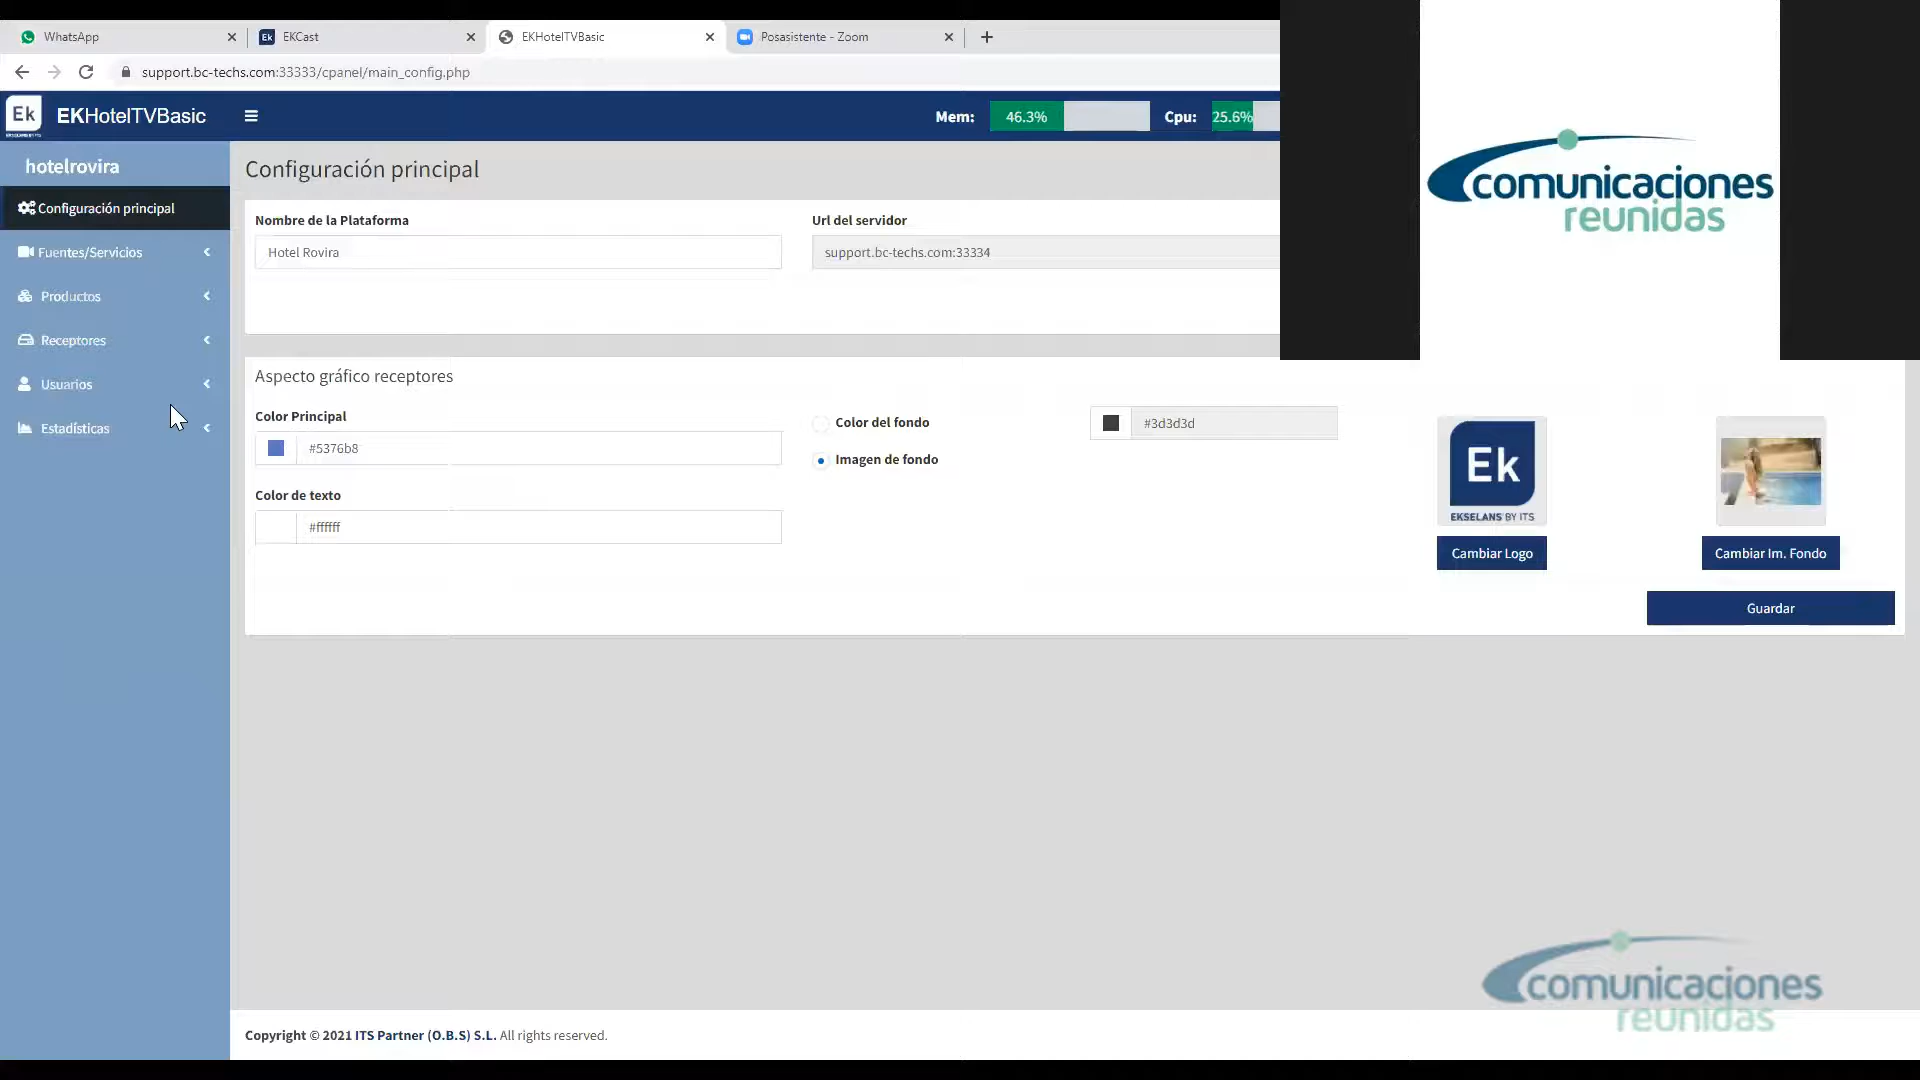 WhatsApp
EKCast
EKHotelTVBasic
Posasistente - Zoom
support.bc-techs.com:33333/cpanel/main_config.php
Ek
EKSELANS BY ITS
EKHotelTVBasic
Mem:
46.3%
Cpu:
25.6%
comunicaciones
reunidas
hotelrovira
Configuración principal
Fuentes/Servicios
Productos
Receptores
Usuarios
Estadísticas
Configuración principal
Nombre de la Plataforma
Hotel Rovira
Url del servidor
support.bc-techs.com:33334
Aspecto gráfico receptores
Color Principal
#5376b8
Color de texto
#ffffff
Color del fondo
Imagen de fondo
#3d3d3d
Ek
EKSELANS BY ITS
Cambiar Logo
Cambiar Im. Fondo
Guardar
comunicaciones
reunidas
Copyright © 2021 ITS Partner (O.B.S) S.L. All rights reserved.